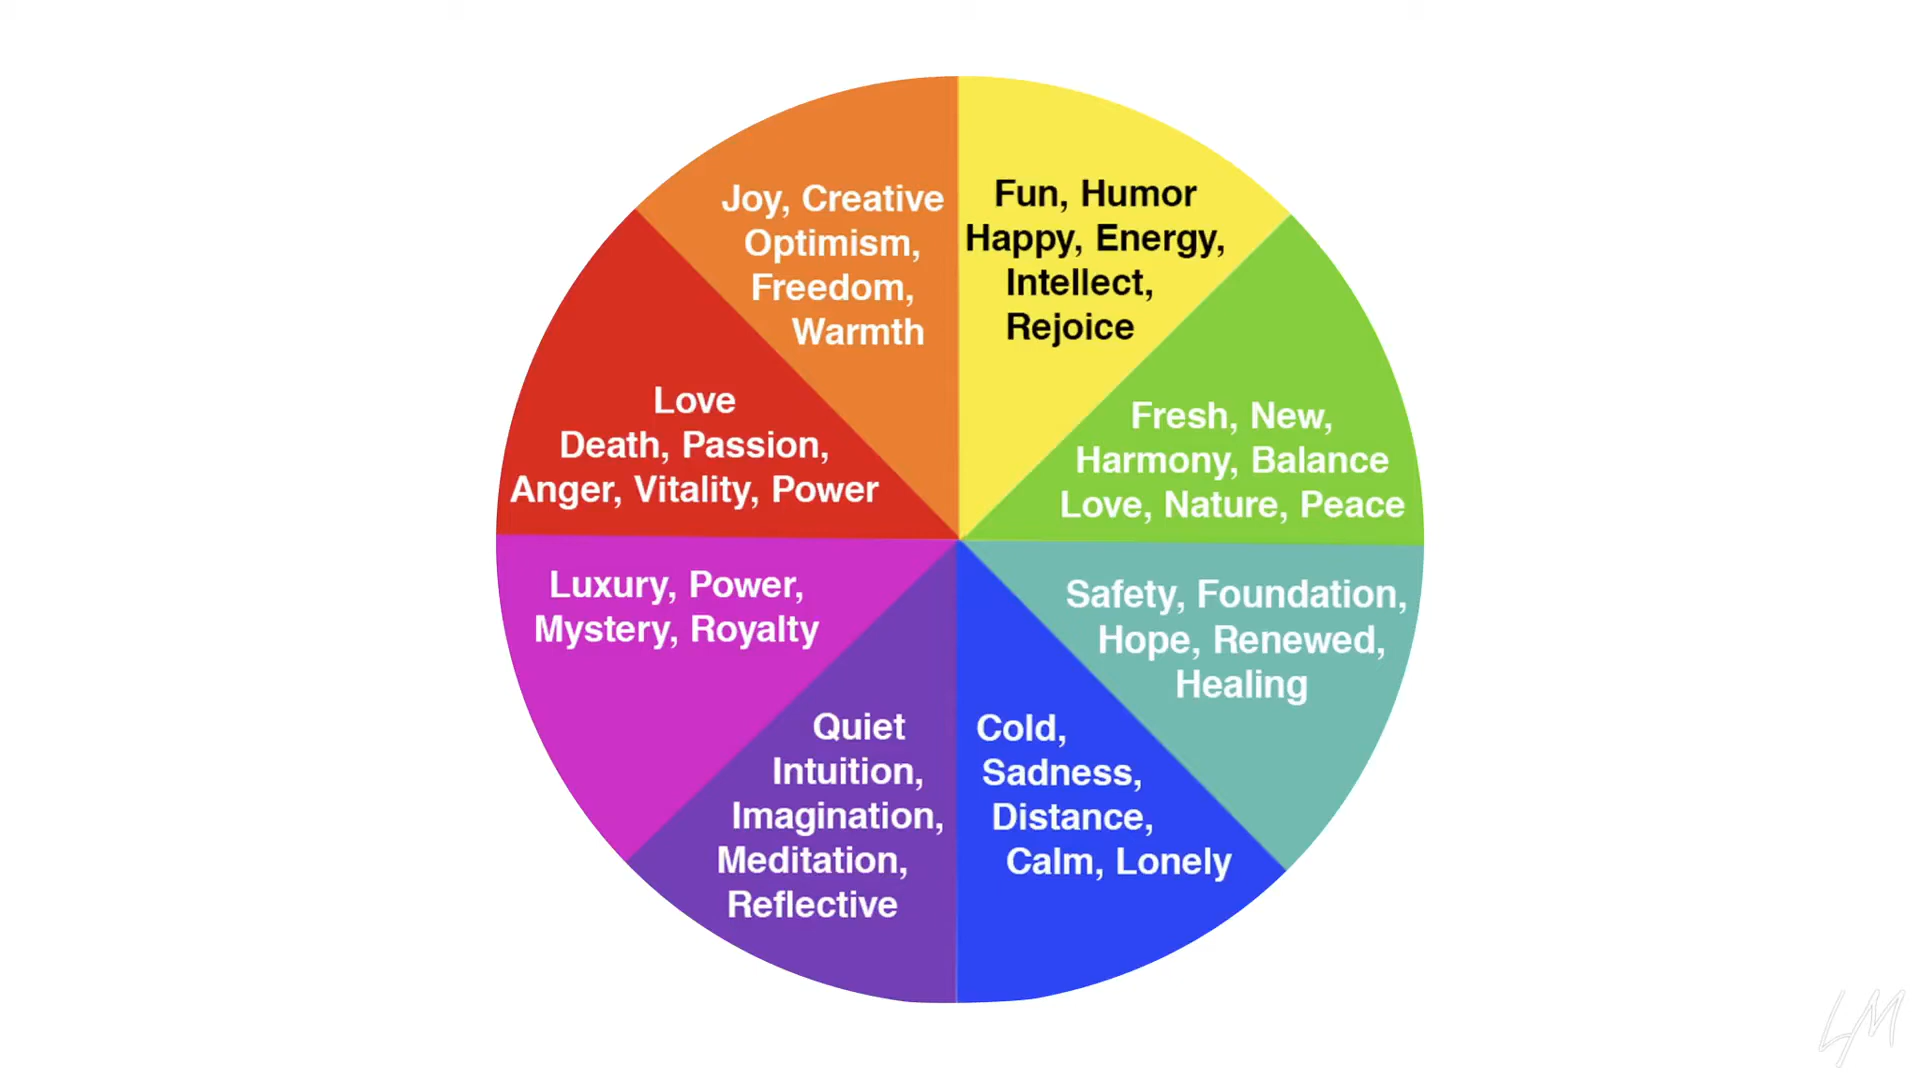 Joy, Creative
Optimism,
Freedom,
Warmth
Fun, Humor
Happy, Energy,
Intellect,
Rejoice
Love
Death, Passion,
Anger, Vitality, Power
Fresh, New,
Harmony, Balance
Love, Nature, Peace
Luxury, Power,
Mystery, Royalty
Safety, Foundation,
Hope, Renewed,
Healing
Quiet
Intuition,
Imagination,
Meditation,
Reflective
Cold,
Sadness,
Distance,
Calm, Lonely
LM